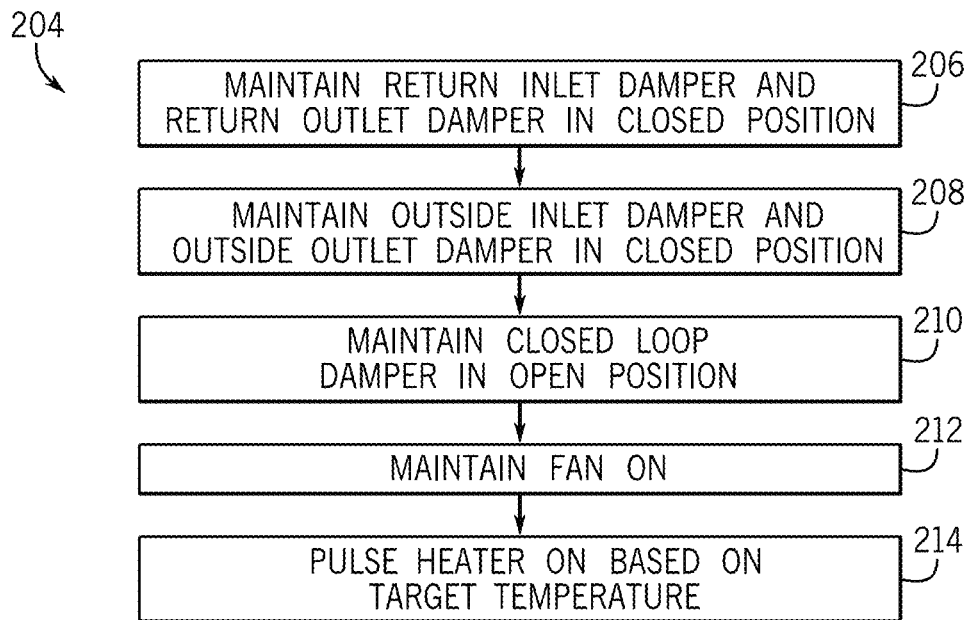 204
206
MAINTAIN RETURN INLET DAMPER AND
RETURN OUTLET DAMPER IN CLOSED POSITION
208
MAINTAIN OUTSIDE INLET DAMPER AND
OUTSIDE OUTLET DAMPER IN CLOSED POSITION
210
MAINTAIN CLOSED LOOP
DAMPER IN OPEN POSITION
212
MAINTAIN FAN ON
214
PULSE HEATER ON BASED ON
TARGET TEMPERATURE